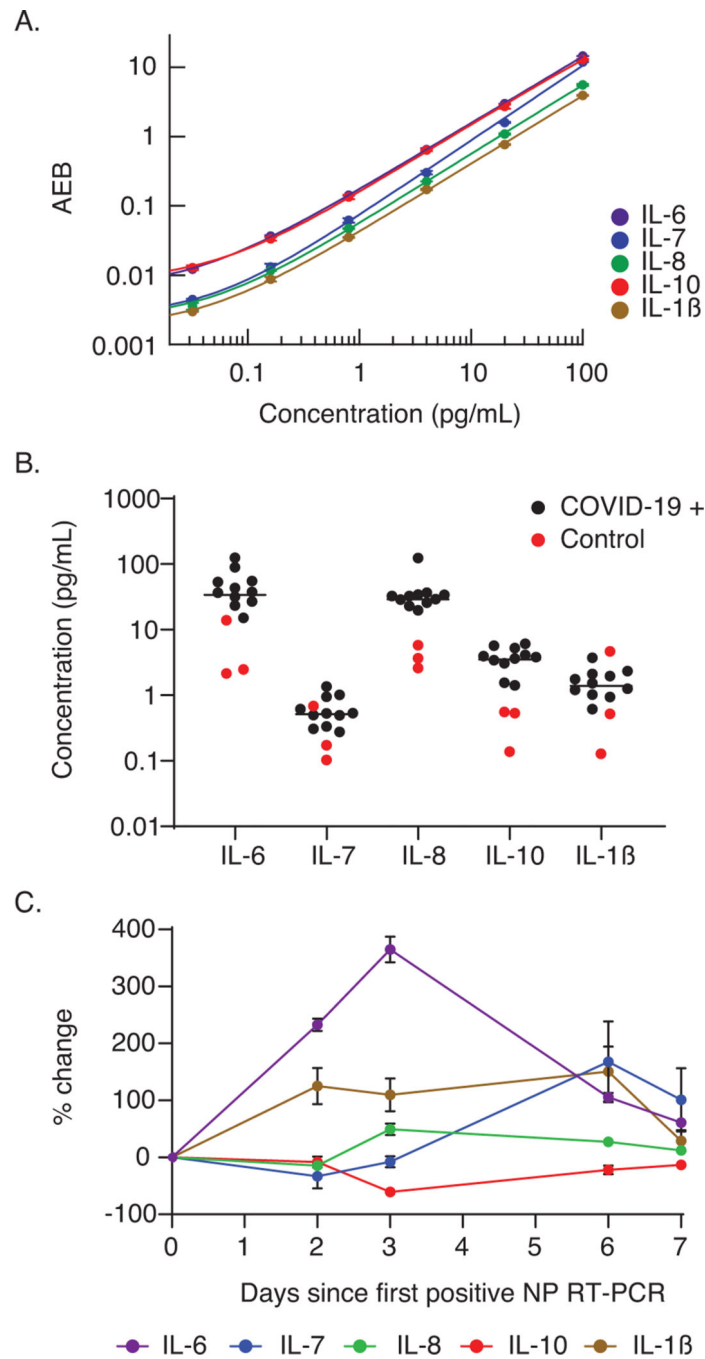 A.
10
1
0.1
0.01
0.001
AEB
0.1 1 10 100
Concentration (pg/mL)
IL-6
IL-7
IL-8
IL-10
IL-1ß
B.
1000
100
10
1
0.1
0.01
Concentration (pg/mL)
COVID-19 +
Control
IL-6 IL-7 IL-8 IL-10 IL-1ß
C.
400
300
200
100
0
-100
% change
0 1 2 3 4 5 6 7
Days since first positive NP RT-PCR
IL-6 IL-7 IL-8 IL-10 IL-1ß